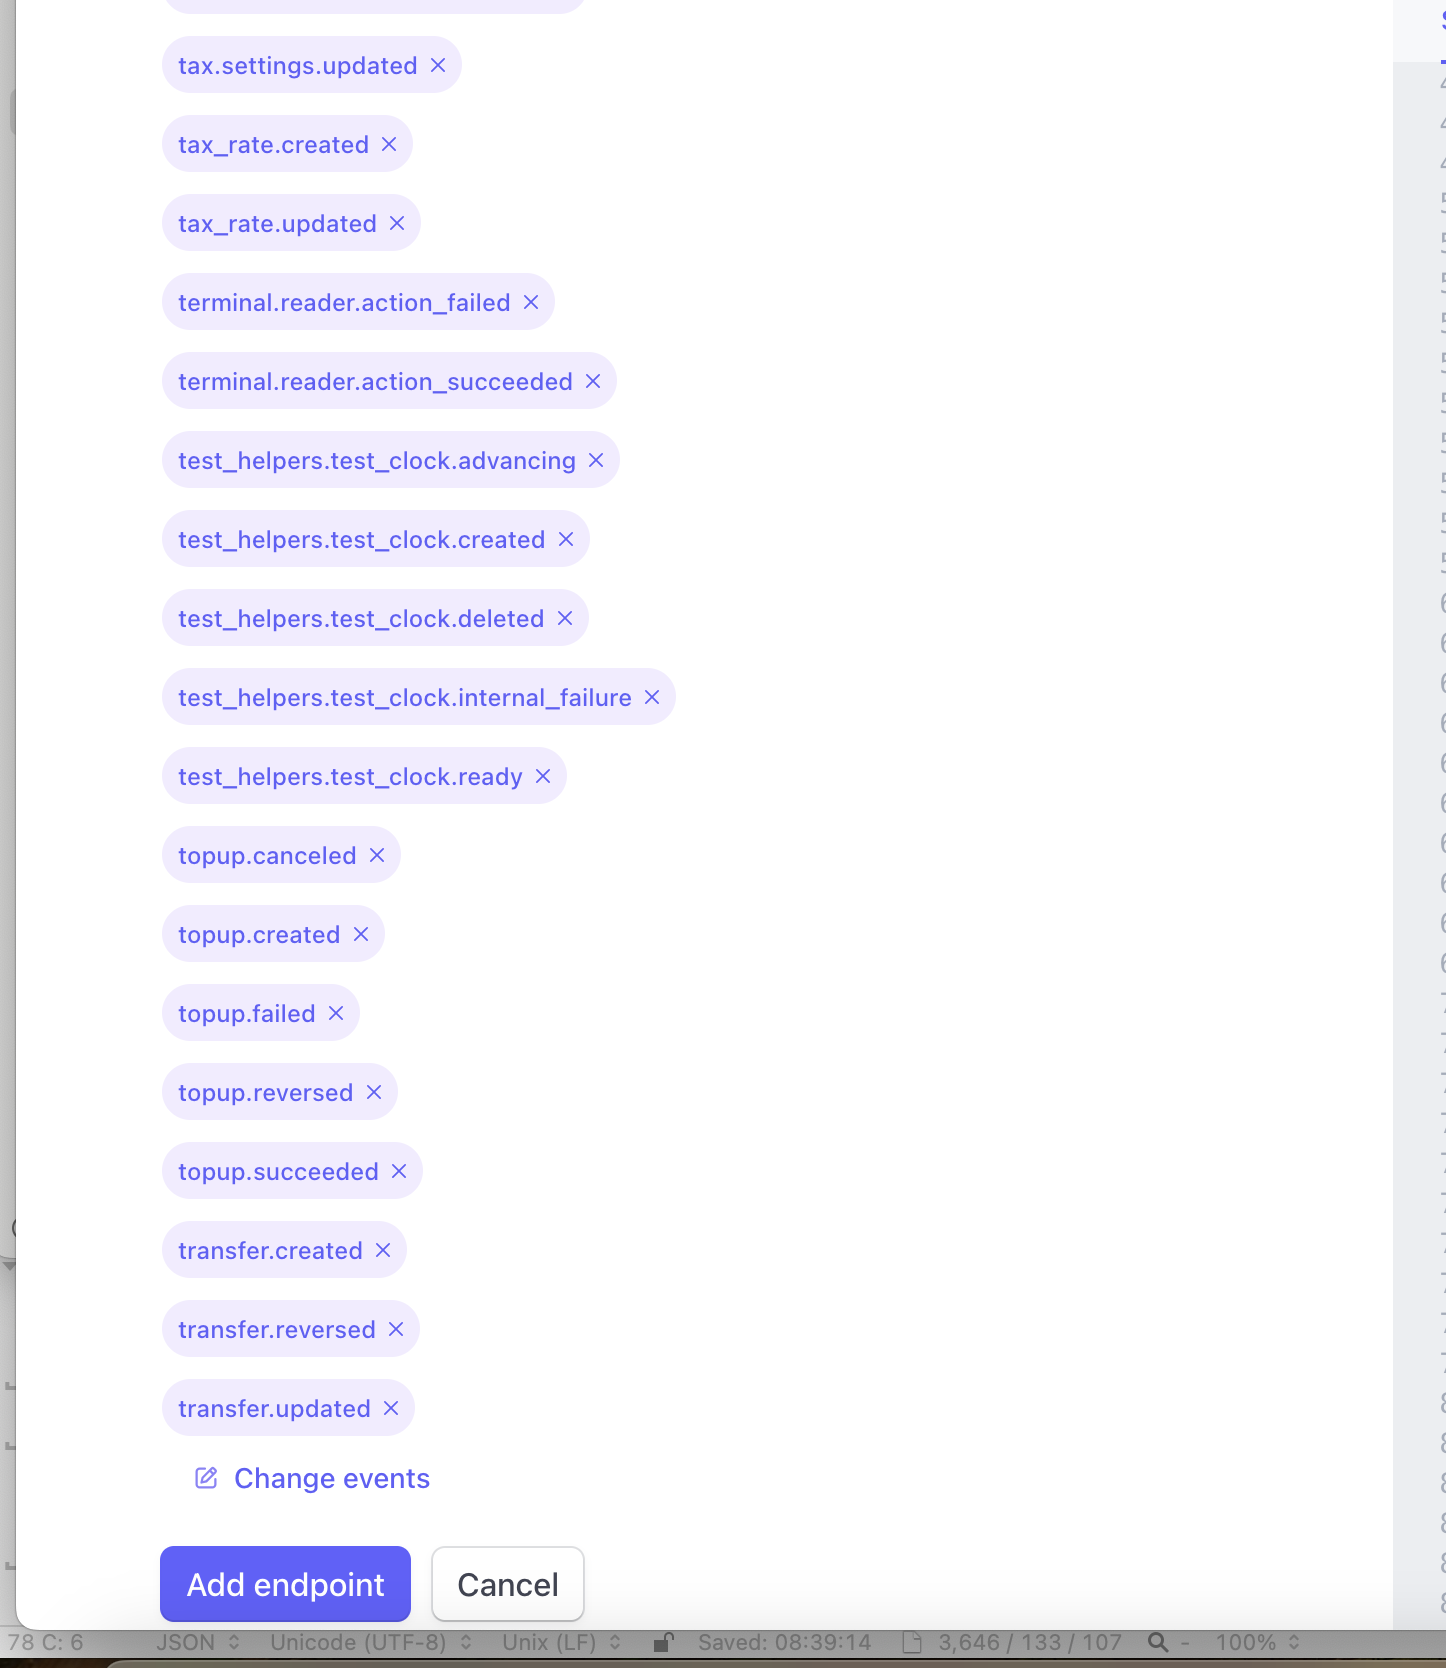 tax.settings.updated ×
tax_rate.created ×
tax_rate.updated ×
terminal.reader.action_failed ×
terminal.reader.action_succeeded ×
test_helpers.test_clock.advancing ×
test_helpers.test_clock.created ×
test_helpers.test_clock.deleted ×
test_helpers.test_clock.internal_failure ×
test_helpers.test_clock.ready ×
topup.canceled ×
topup.created ×
topup.failed ×
topup.reversed ×
topup.succeeded ×
transfer.created ×
transfer.reversed ×
transfer.updated ×
Change events
Add endpoint Cancel
78 C: 6 JSON Unicode (UTF-8) Unix (LF) Saved: 08:39:14 3,646 / 133 / 107 - 100%